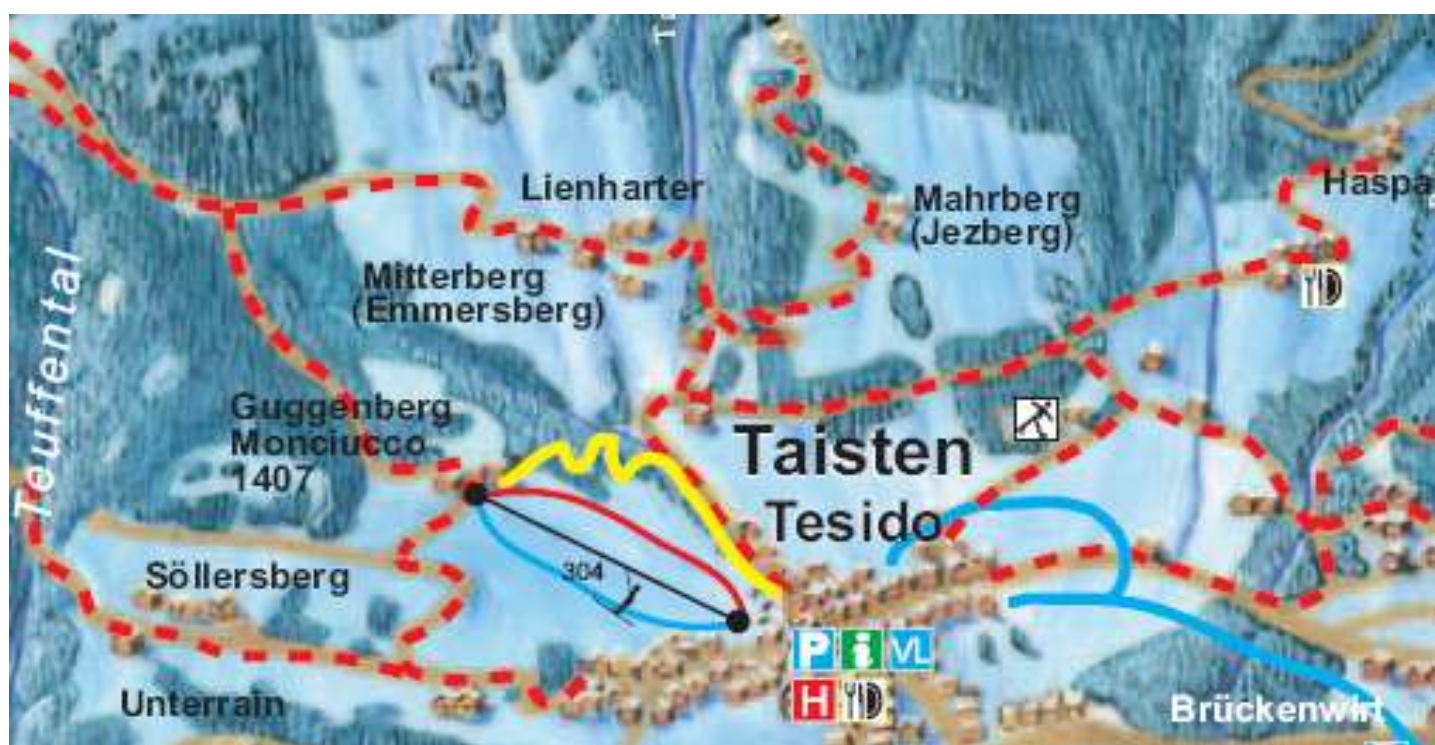 Lienharter
Mahrberg
(Jezberg)
Haspa
Mitterberg
(Emmersberg)
Teuffental
Guggenberg
Monciucco
1407
Taisten
Tesido
304
Söllersberg
P i VL
H
Unterrain
Brückenwirt